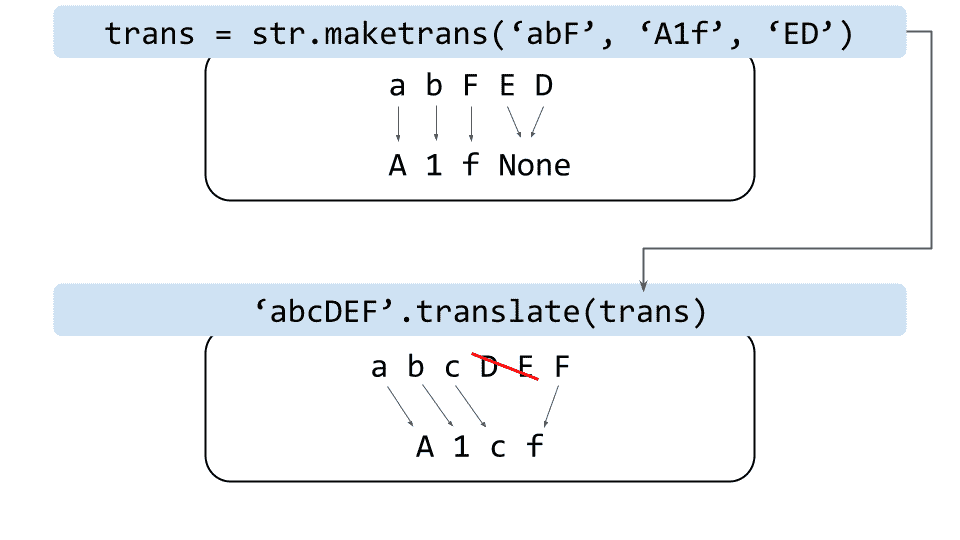 trans = str.maketrans(‘abF’, ‘A1f’, ‘ED’)
a b F E D
A 1 f None
‘abcDEF’.translate(trans)
a b c D E F
A 1 c f